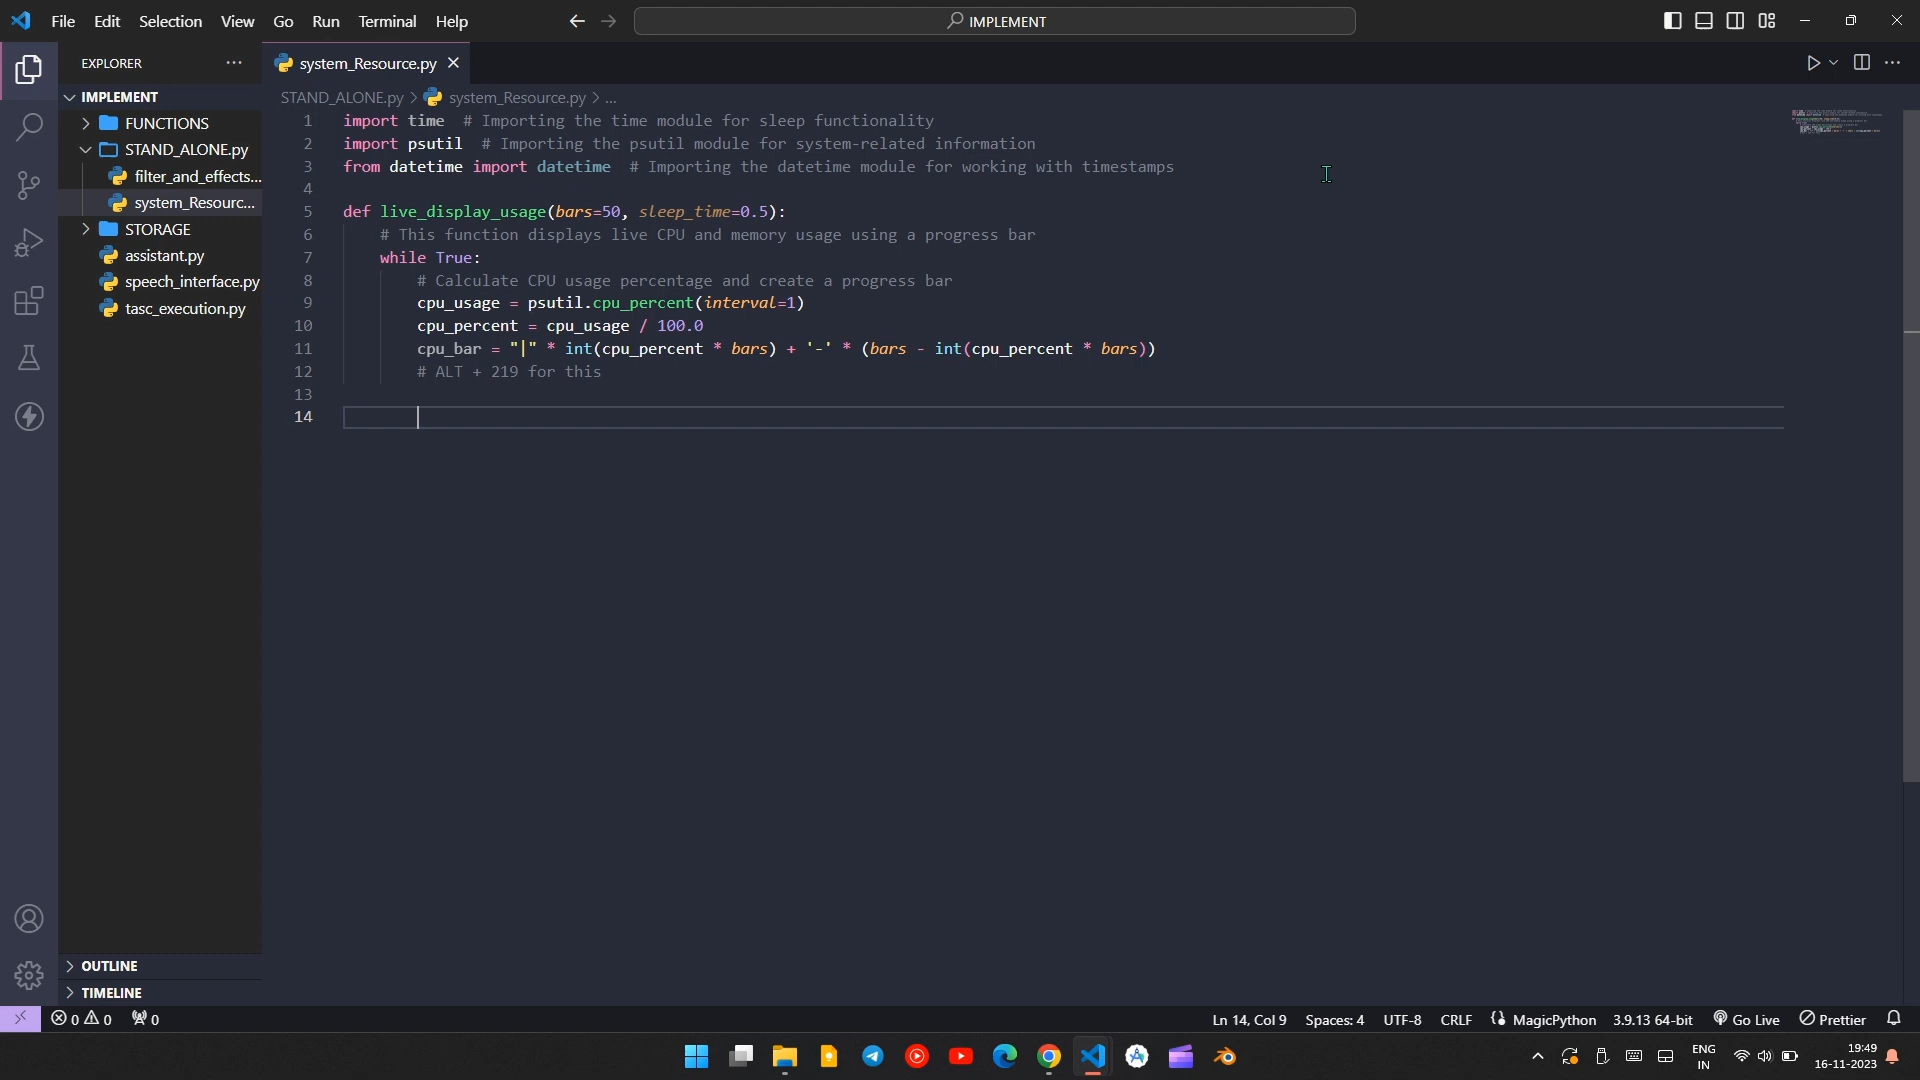 File Edit Selection View Go Run Terminal Help
IMPLEMENT
EXPLORER
system_Resource.py
IMPLEMENT
FUNCTIONS
STAND_ALONE.py
filter_and_effects...
system_Resourc...
STORAGE
assistant.py
speech_interface.py
tasc_execution.py
OUTLINE
TIMELINE
STAND_ALONE.py > system_Resource.py > ...
1 import time # Importing the time module for sleep functionality
2 import psutil # Importing the psutil module for system-related information
3 from datetime import datetime # Importing the datetime module for working with timestamps
4
5 def live_display_usage(bars=50, sleep_time=0.5):
6 # This function displays live CPU and memory usage using a progress bar
7 while True:
8 # Calculate CPU usage percentage and create a progress bar
9 cpu_usage = psutil.cpu_percent(interval=1)
10 cpu_percent = cpu_usage / 100.0
11 cpu_bar = "|" * int(cpu_percent * bars) + '-' * (bars - int(cpu_percent * bars))
12 # ALT + 219 for this
13
14
0 0 0
Ln 14, Col 9 Spaces: 4 UTF-8 CRLF MagicPython 3.9.13 64-bit Go Live Prettier
ENG
IN
19:49
16-11-2023